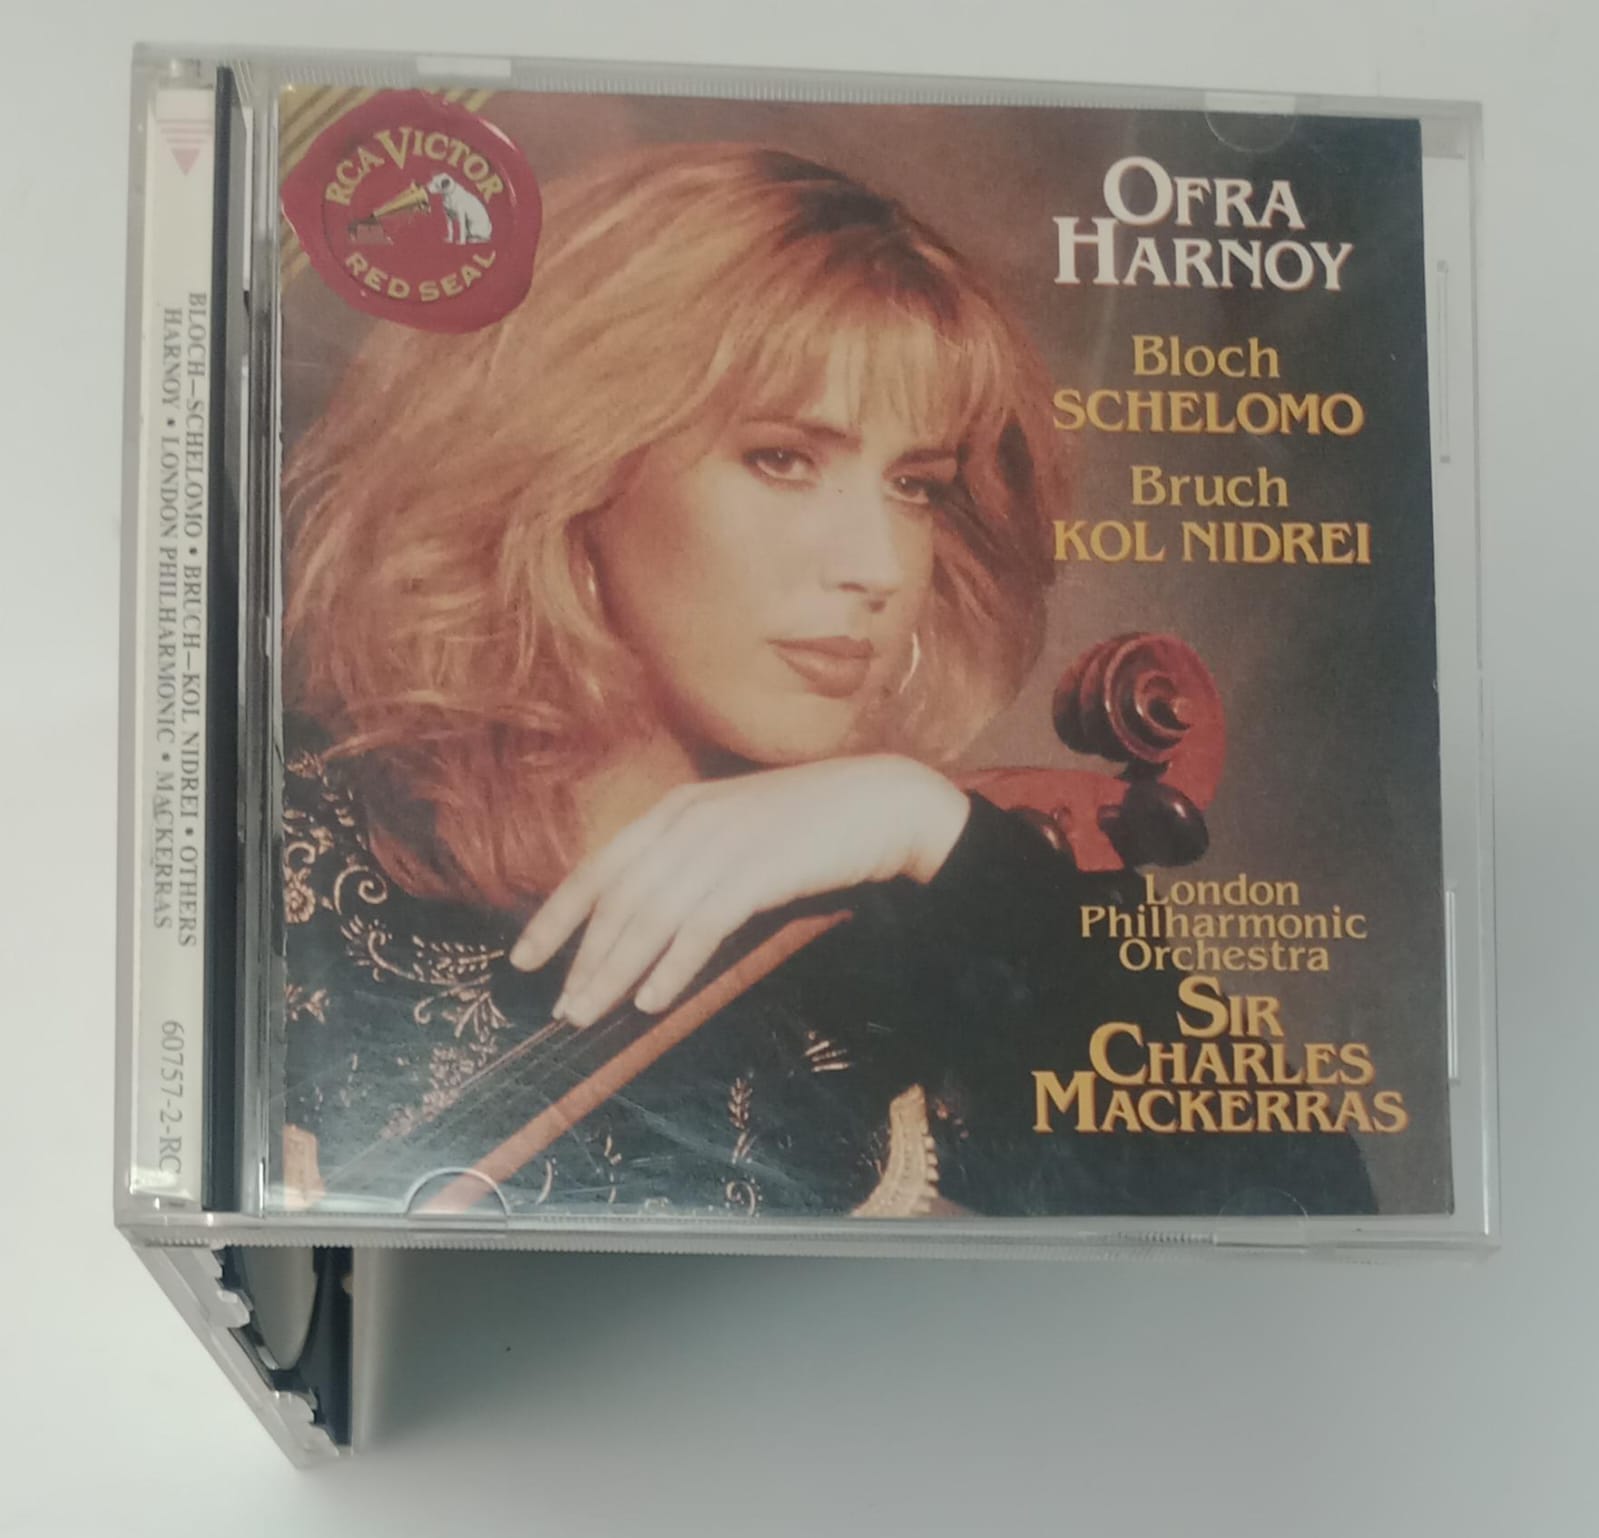 RCA VICTOR
RED SEAL
OFRA
HARNOY
Bloch
SCHELOMO
Bruch
KOL NIDREI
London
Philharmonic
Orchestra
SIR
CHARLES
MACKERRAS
BLOCH—SCHELOMO • BRUCH—KOL NIDREI • OTHERS
HARNOY • LONDON PHILHARMONIC • MACKERRAS
60757-2-RC